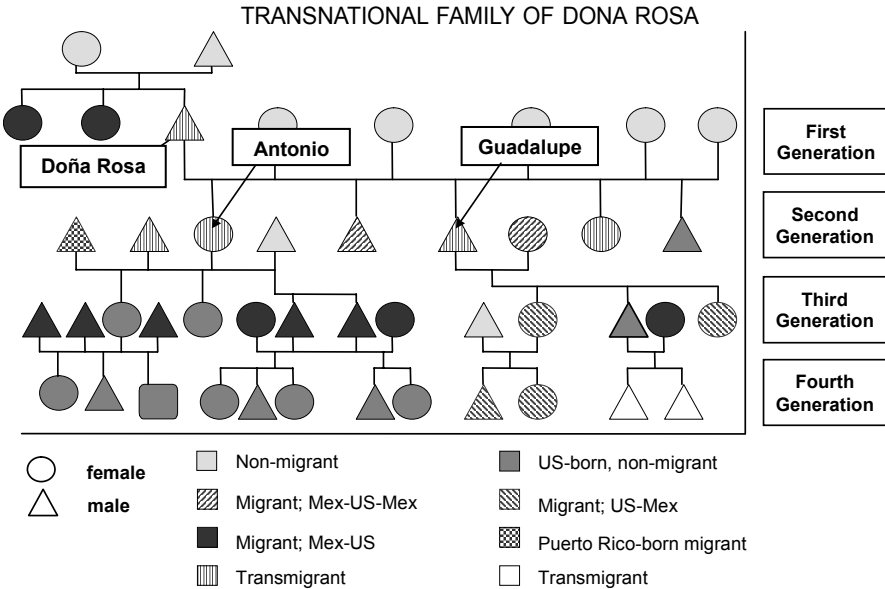 TRANSNATIONAL FAMILY OF DONA ROSA
First
Generation
Doña Rosa
Antonio
Guadalupe
Second
Generation
Third
Generation
Fourth
Generation
female
male
Non-migrant
Migrant; Mex-US-Mex
Migrant; Mex-US
Transmigrant
US-born, non-migrant
Migrant; US-Mex
Puerto Rico-born migrant
Transmigrant